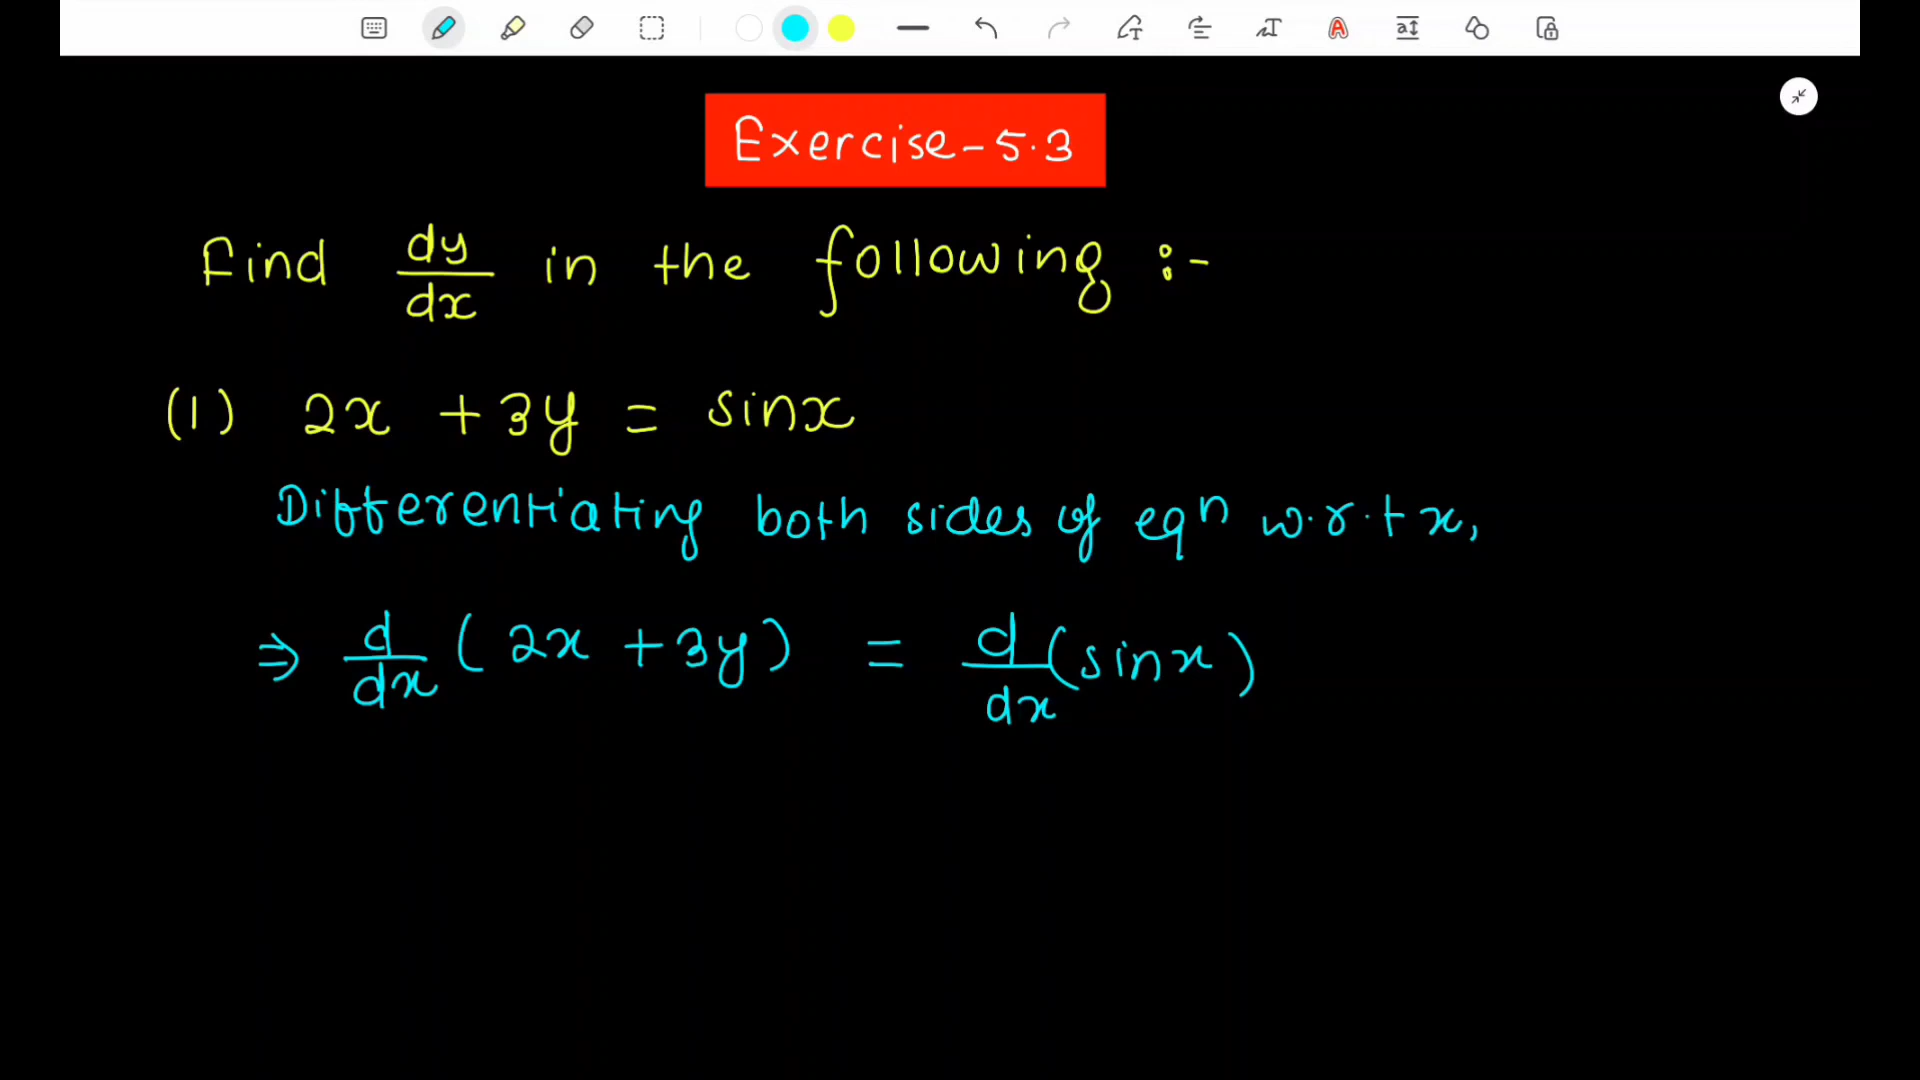 Exercise-5.3
Find dy/dx in the following :-
(1) 2x + 3y = sinx
Differentiating both sides of eqⁿ w.r.t x,
⇒ d/dx (2x + 3y) = d/dx (sinx)